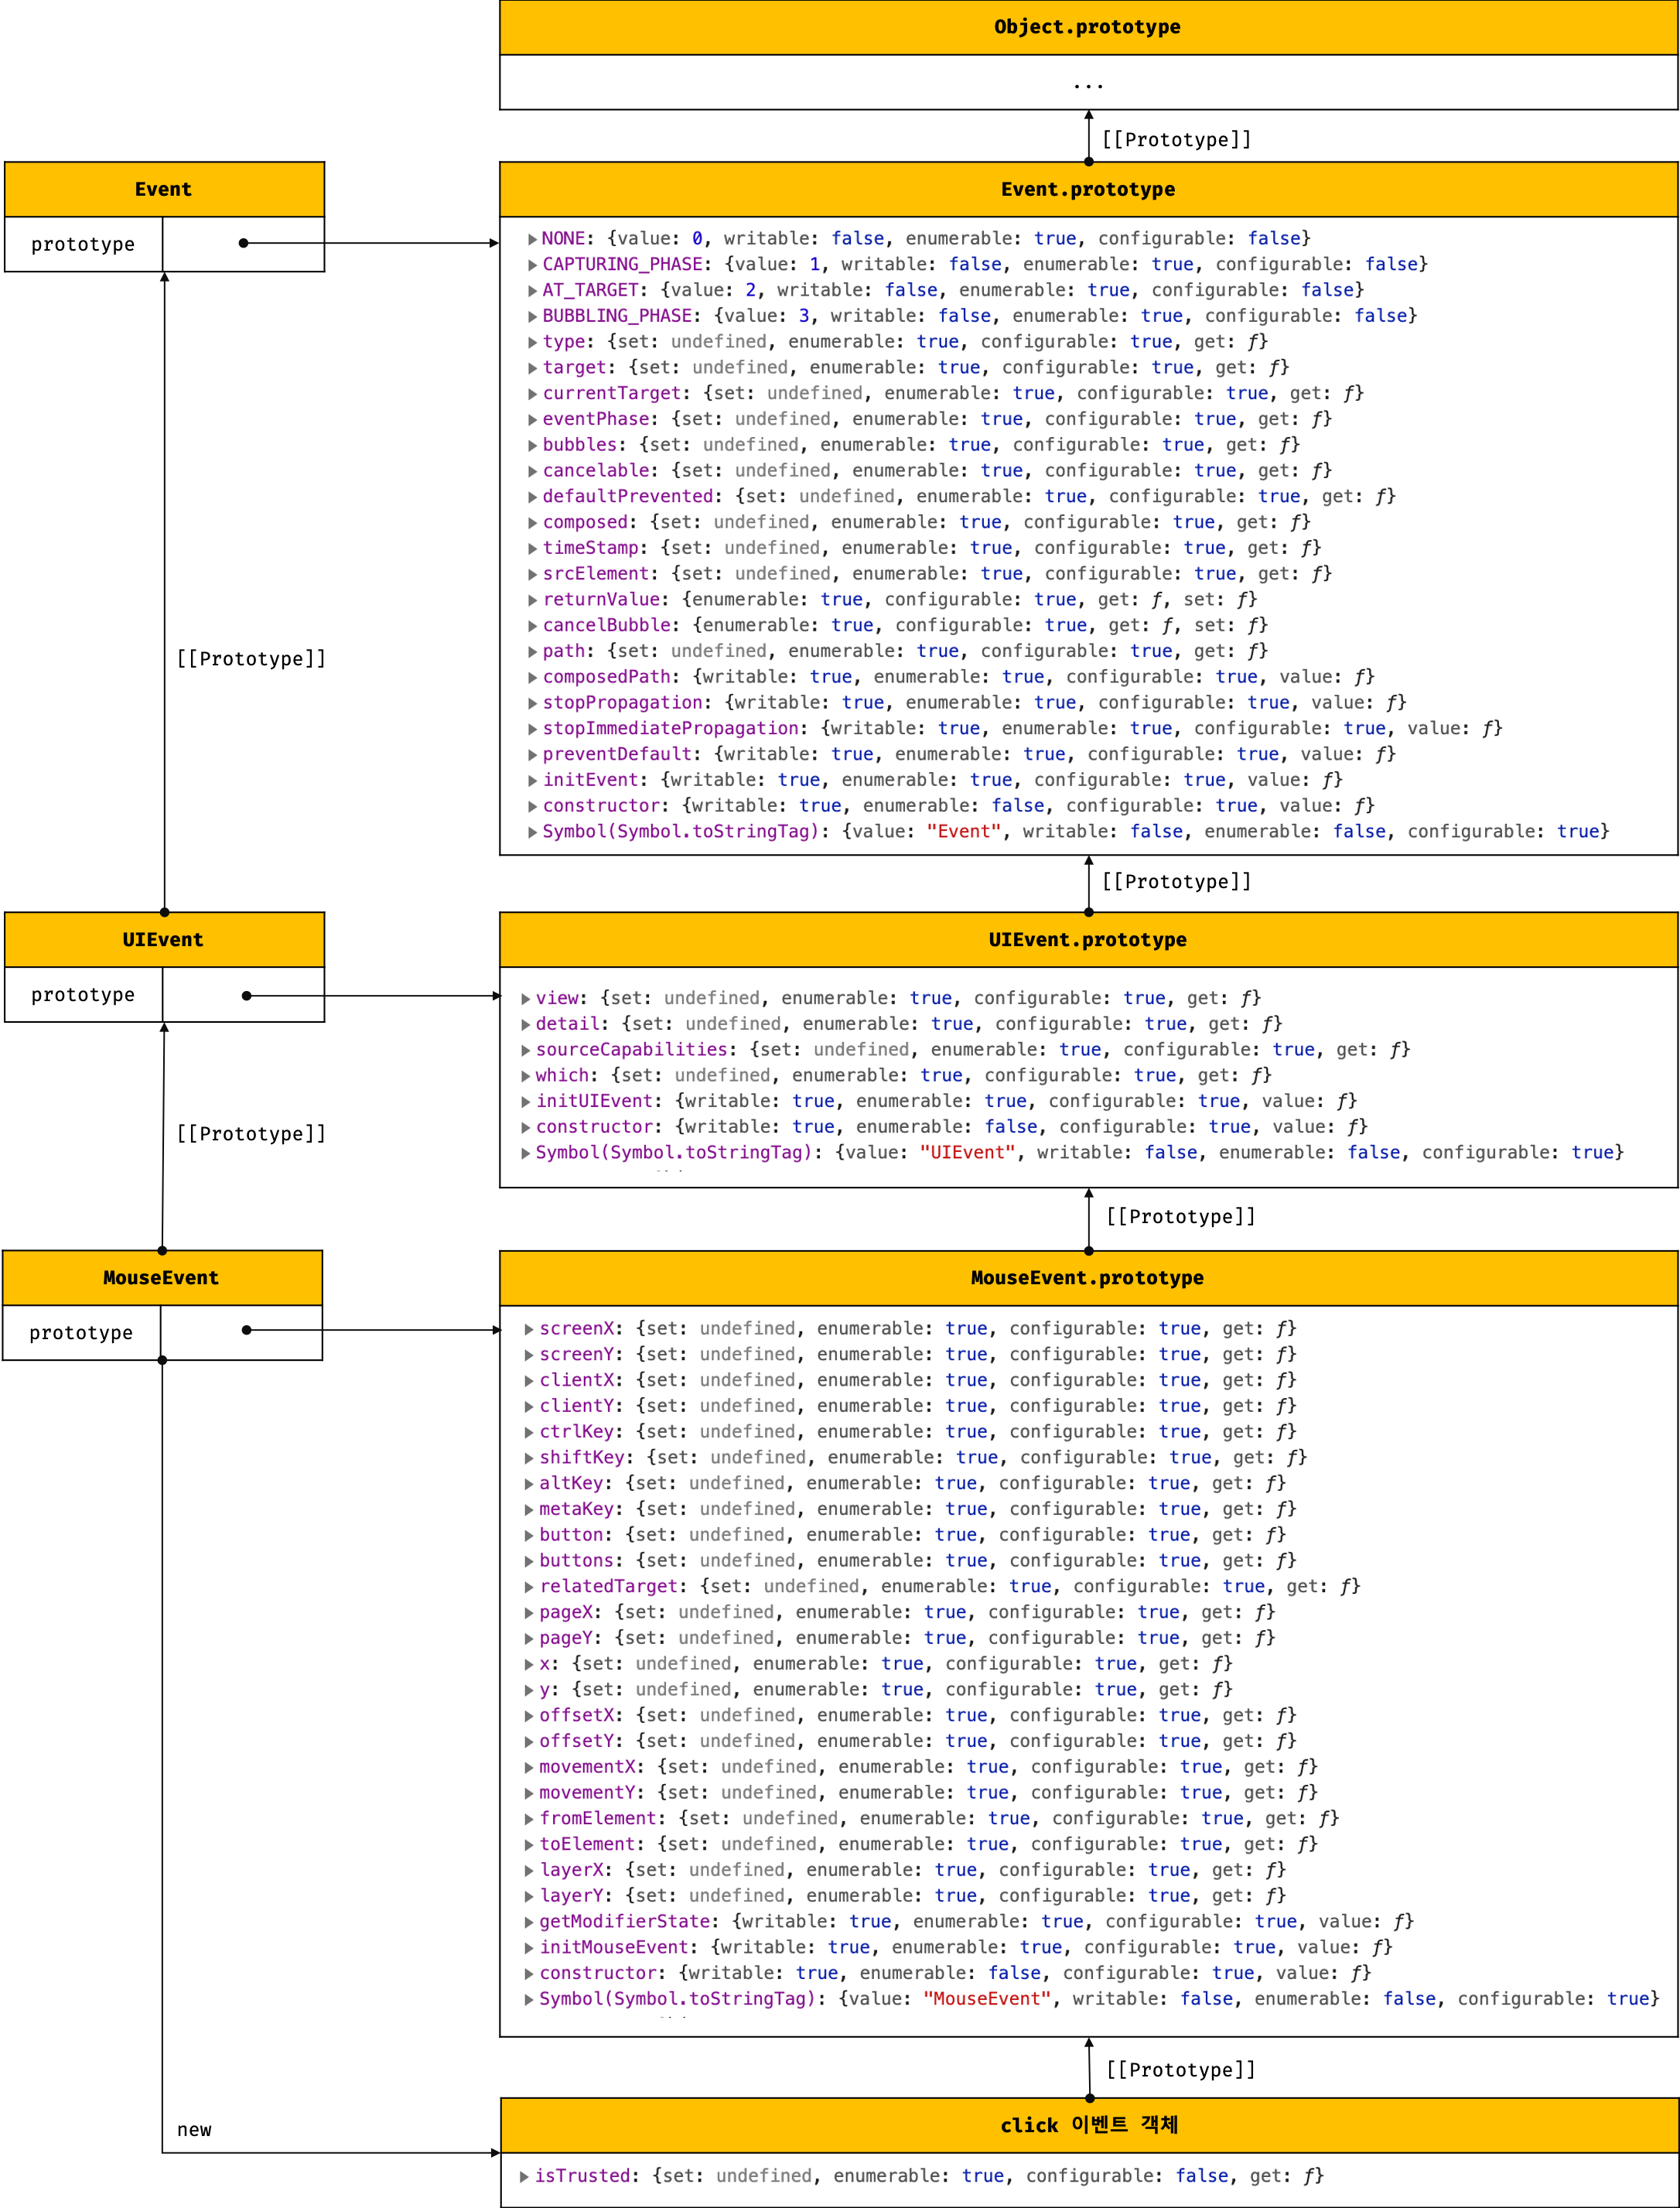 Object.prototype
...
[[Prototype]]
Event
prototype
Event.prototype
NONE: {value: 0, writable: false, enumerable: true, configurable: false}
CAPTURING_PHASE: {value: 1, writable: false, enumerable: true, configurable: false}
AT_TARGET: {value: 2, writable: false, enumerable: true, configurable: false}
BUBBLING_PHASE: {value: 3, writable: false, enumerable: true, configurable: false}
type: {set: undefined, enumerable: true, configurable: true, get: ƒ}
target: {set: undefined, enumerable: true, configurable: true, get: ƒ}
currentTarget: {set: undefined, enumerable: true, configurable: true, get: ƒ}
eventPhase: {set: undefined, enumerable: true, configurable: true, get: ƒ}
bubbles: {set: undefined, enumerable: true, configurable: true, get: ƒ}
cancelable: {set: undefined, enumerable: true, configurable: true, get: ƒ}
defaultPrevented: {set: undefined, enumerable: true, configurable: true, get: ƒ}
composed: {set: undefined, enumerable: true, configurable: true, get: ƒ}
timeStamp: {set: undefined, enumerable: true, configurable: true, get: ƒ}
srcElement: {set: undefined, enumerable: true, configurable: true, get: ƒ}
returnValue: {enumerable: true, configurable: true, get: ƒ, set: ƒ}
cancelBubble: {enumerable: true, configurable: true, get: ƒ, set: ƒ}
path: {set: undefined, enumerable: true, configurable: true, get: ƒ}
composedPath: {writable: true, enumerable: true, configurable: true, value: ƒ}
stopPropagation: {writable: true, enumerable: true, configurable: true, value: ƒ}
stopImmediatePropagation: {writable: true, enumerable: true, configurable: true, value: ƒ}
preventDefault: {writable: true, enumerable: true, configurable: true, value: ƒ}
initEvent: {writable: true, enumerable: true, configurable: true, value: ƒ}
constructor: {writable: true, enumerable: false, configurable: true, value: ƒ}
Symbol(Symbol.toStringTag): {value: "Event", writable: false, enumerable: false, configurable: true}
[[Prototype]]
[[Prototype]]
UIEvent
prototype
UIEvent.prototype
view: {set: undefined, enumerable: true, configurable: true, get: ƒ}
detail: {set: undefined, enumerable: true, configurable: true, get: ƒ}
sourceCapabilities: {set: undefined, enumerable: true, configurable: true, get: ƒ}
which: {set: undefined, enumerable: true, configurable: true, get: ƒ}
initUIEvent: {writable: true, enumerable: true, configurable: true, value: ƒ}
constructor: {writable: true, enumerable: false, configurable: true, value: ƒ}
Symbol(Symbol.toStringTag): {value: "UIEvent", writable: false, enumerable: false, configurable: true}
[[Prototype]]
[[Prototype]]
MouseEvent
prototype
MouseEvent.prototype
screenX: {set: undefined, enumerable: true, configurable: true, get: ƒ}
screenY: {set: undefined, enumerable: true, configurable: true, get: ƒ}
clientX: {set: undefined, enumerable: true, configurable: true, get: ƒ}
clientY: {set: undefined, enumerable: true, configurable: true, get: ƒ}
ctrlKey: {set: undefined, enumerable: true, configurable: true, get: ƒ}
shiftKey: {set: undefined, enumerable: true, configurable: true, get: ƒ}
altKey: {set: undefined, enumerable: true, configurable: true, get: ƒ}
metaKey: {set: undefined, enumerable: true, configurable: true, get: ƒ}
button: {set: undefined, enumerable: true, configurable: true, get: ƒ}
buttons: {set: undefined, enumerable: true, configurable: true, get: ƒ}
relatedTarget: {set: undefined, enumerable: true, configurable: true, get: ƒ}
pageX: {set: undefined, enumerable: true, configurable: true, get: ƒ}
pageY: {set: undefined, enumerable: true, configurable: true, get: ƒ}
x: {set: undefined, enumerable: true, configurable: true, get: ƒ}
y: {set: undefined, enumerable: true, configurable: true, get: ƒ}
offsetX: {set: undefined, enumerable: true, configurable: true, get: ƒ}
offsetY: {set: undefined, enumerable: true, configurable: true, get: ƒ}
movementX: {set: undefined, enumerable: true, configurable: true, get: ƒ}
movementY: {set: undefined, enumerable: true, configurable: true, get: ƒ}
fromElement: {set: undefined, enumerable: true, configurable: true, get: ƒ}
toElement: {set: undefined, enumerable: true, configurable: true, get: ƒ}
layerX: {set: undefined, enumerable: true, configurable: true, get: ƒ}
layerY: {set: undefined, enumerable: true, configurable: true, get: ƒ}
getModifierState: {writable: true, enumerable: true, configurable: true, value: ƒ}
initMouseEvent: {writable: true, enumerable: true, configurable: true, value: ƒ}
constructor: {writable: true, enumerable: false, configurable: true, value: ƒ}
Symbol(Symbol.toStringTag): {value: "MouseEvent", writable: false, enumerable: false, configurable: true}
[[Prototype]]
new
click 이벤트 객체
isTrusted: {set: undefined, enumerable: true, configurable: false, get: ƒ}